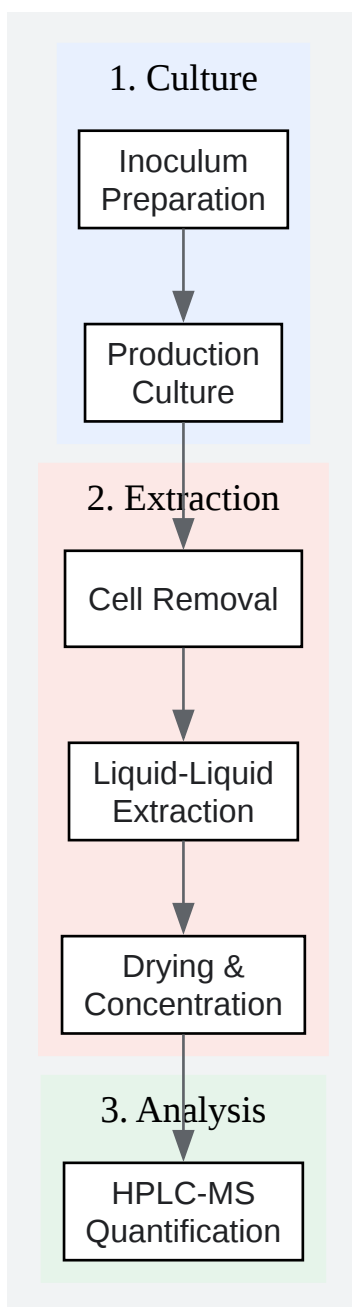 1. Culture
Inoculum
Preparation
Production
Culture
2. Extraction
Cell Removal
Liquid-Liquid
Extraction
Drying &
Concentration
3. Analysis
HPLC-MS
Quantification